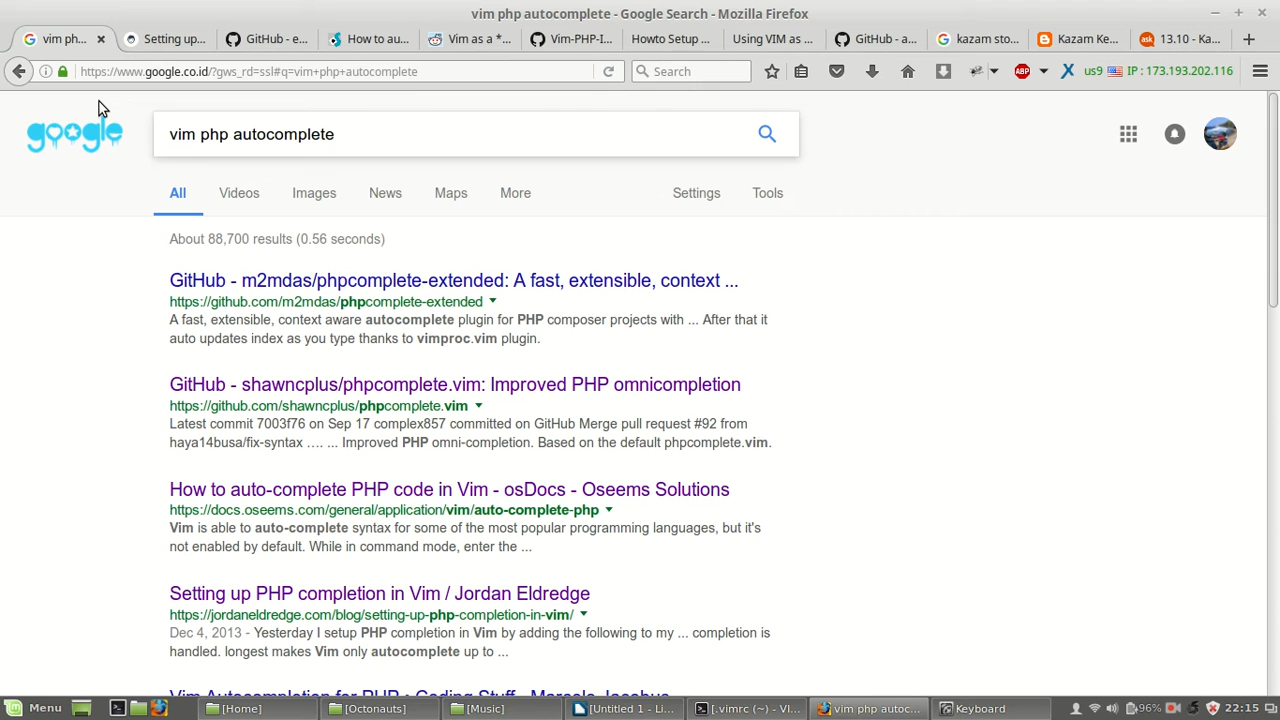 vim php autocomplete - Google Search - Mozilla Firefox
vim ph... Setting up... GitHub - e... How to au... Vim as a *... Vim-PHP-I... Howto Setup ... Using VIM as ... GitHub - a... kazam sto... Kazam Ke... 13.10 - Ka...
https://www.google.co.id/?gws_rd=ssl#q=vim+php+autocomplete Search ABP us9 IP : 173.193.202.116
google vim php autocomplete
All Videos Images News Maps More Settings Tools
About 88,700 results (0.56 seconds)
GitHub - m2mdas/phpcomplete-extended: A fast, extensible, context ...
https://github.com/m2mdas/phpcomplete-extended
A fast, extensible, context aware autocomplete plugin for PHP composer projects with ... After that it
auto updates index as you type thanks to vimproc.vim plugin.
GitHub - shawncplus/phpcomplete.vim: Improved PHP omnicompletion
https://github.com/shawncplus/phpcomplete.vim
Latest commit 7003f76 on Sep 17 complex857 committed on GitHub Merge pull request #92 from
haya14busa/fix-syntax …. ... Improved PHP omni-completion. Based on the default phpcomplete.vim.
How to auto-complete PHP code in Vim - osDocs - Oseems Solutions
https://docs.oseems.com/general/application/vim/auto-complete-php
Vim is able to auto-complete syntax for some of the most popular programming languages, but it's
not enabled by default. While in command mode, enter the ...
Setting up PHP completion in Vim / Jordan Eldredge
https://jordaneldredge.com/blog/setting-up-php-completion-in-vim/
Dec 4, 2013 - Yesterday I setup PHP completion in Vim by adding the following to my ... completion is
handled. longest makes Vim only autocomplete up to ...
Vim Autocompletion for PHP • Coding Stuff - Marcelo Jacobus
Menu [Home] [Octonauts] [Music] [Untitled 1 - Li... [.vimrc (~) - VI... vim php autoc... Keyboard 96% 22:15